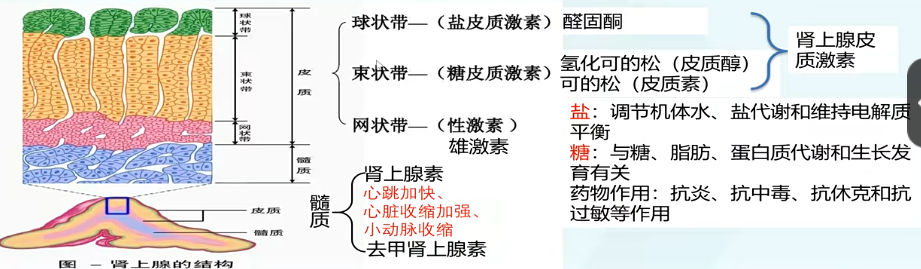 球状带
束状带
网状带
皮质
髓质
球状带—（盐皮质激素）醛固酮
束状带—（糖皮质激素）
氢化可的松（皮质醇）
可的松（皮质素）
网状带—（性激素）
雄激素
肾上腺皮
质激素
盐：调节机体水、盐代谢和维持电解质
平衡
糖：与糖、脂肪、蛋白质代谢和生长发
育有关
药物作用：抗炎、抗中毒、抗休克和抗
过敏等作用
髓质
肾上腺素
心跳加快、
心脏收缩加强、
小动脉收缩
去甲肾上腺素
皮质
髓质
图 - 肾上腺的结构